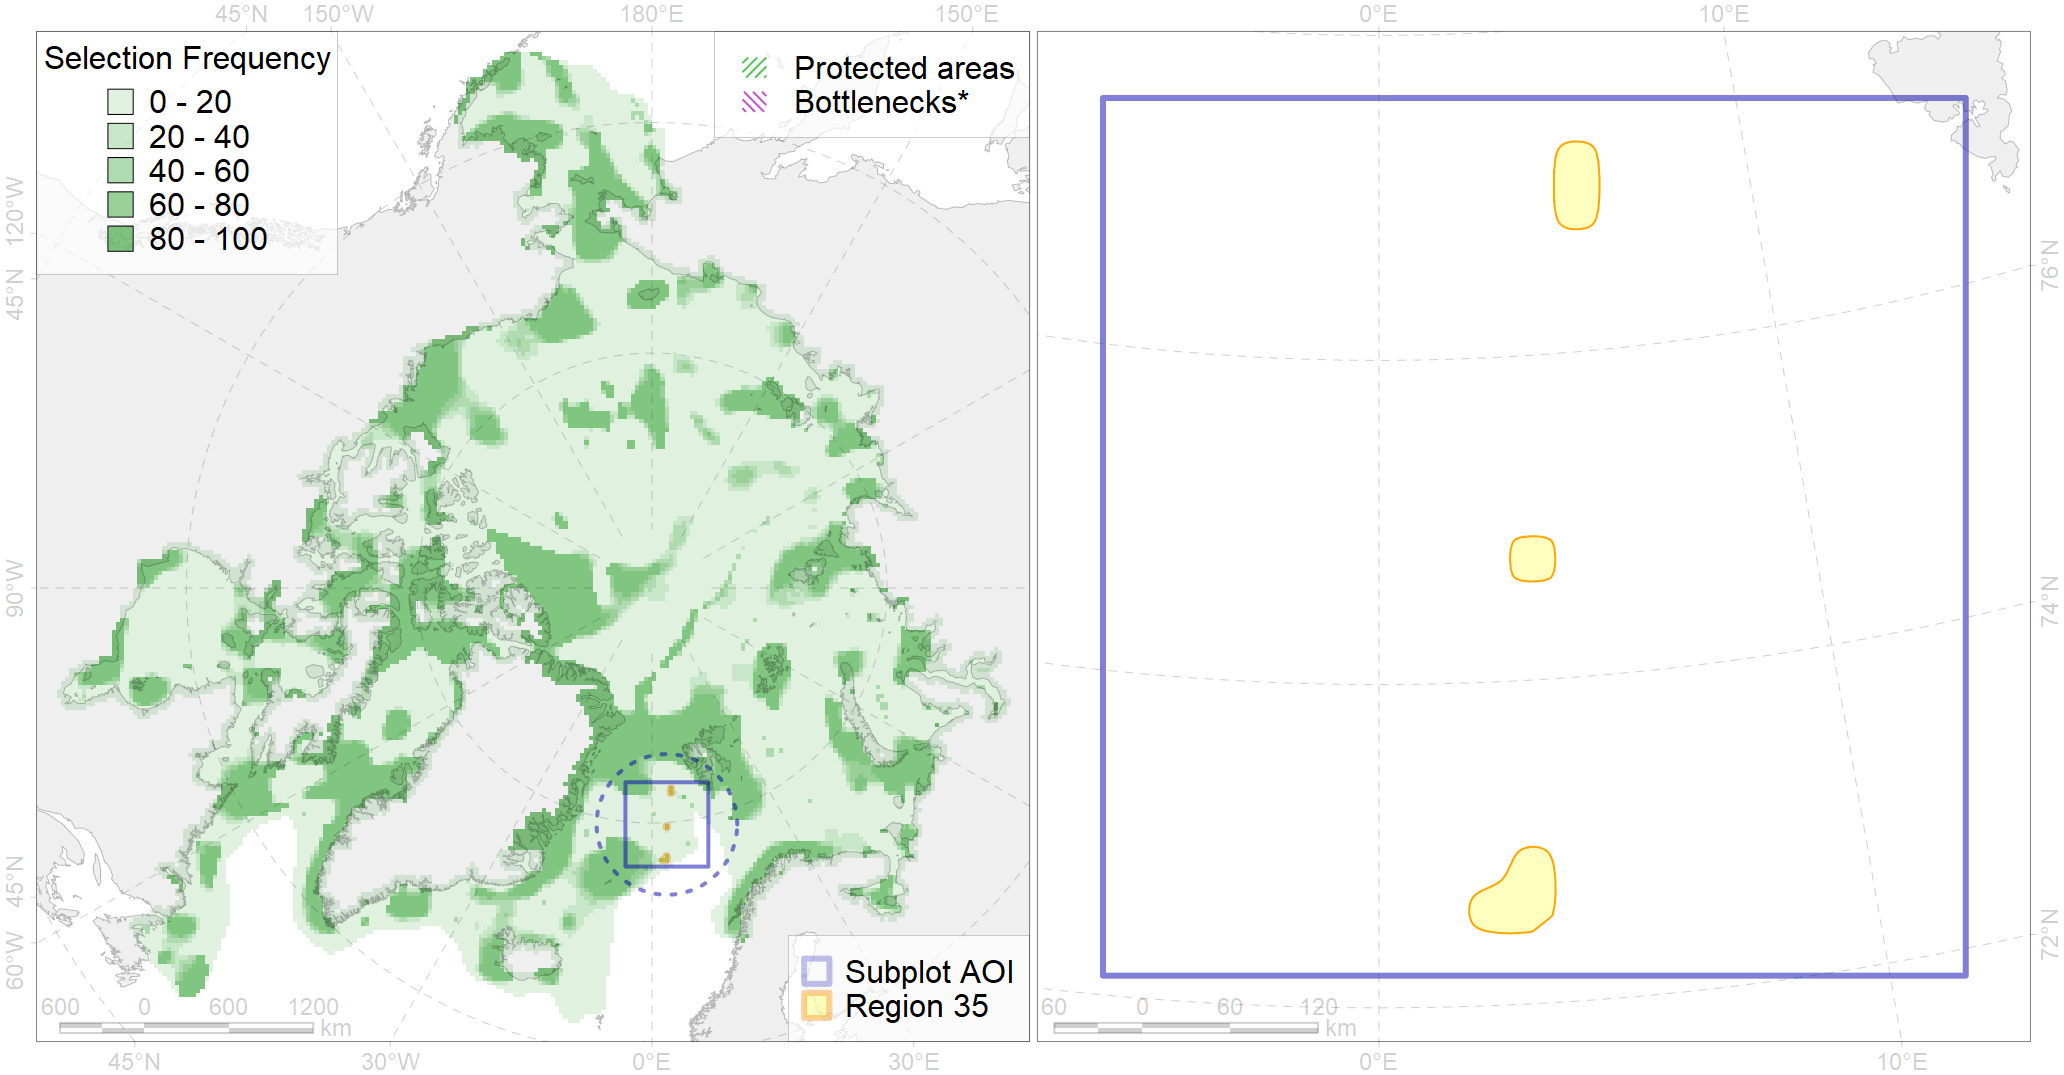 45°N 150°W 180°E 150°E 0°E 10°E
Selection Frequency
0 - 20
20 - 40
40 - 60
60 - 80
80 - 100
Protected areas
Bottlenecks*
120°W
45°N
90°W
45°N
60°W
76°N
74°N
72°N
Subplot AOI
Region 35
600 0 600 1200
km
60 0 60 120
km
45°N 30°W 0°E 30°E 0°E 10°E